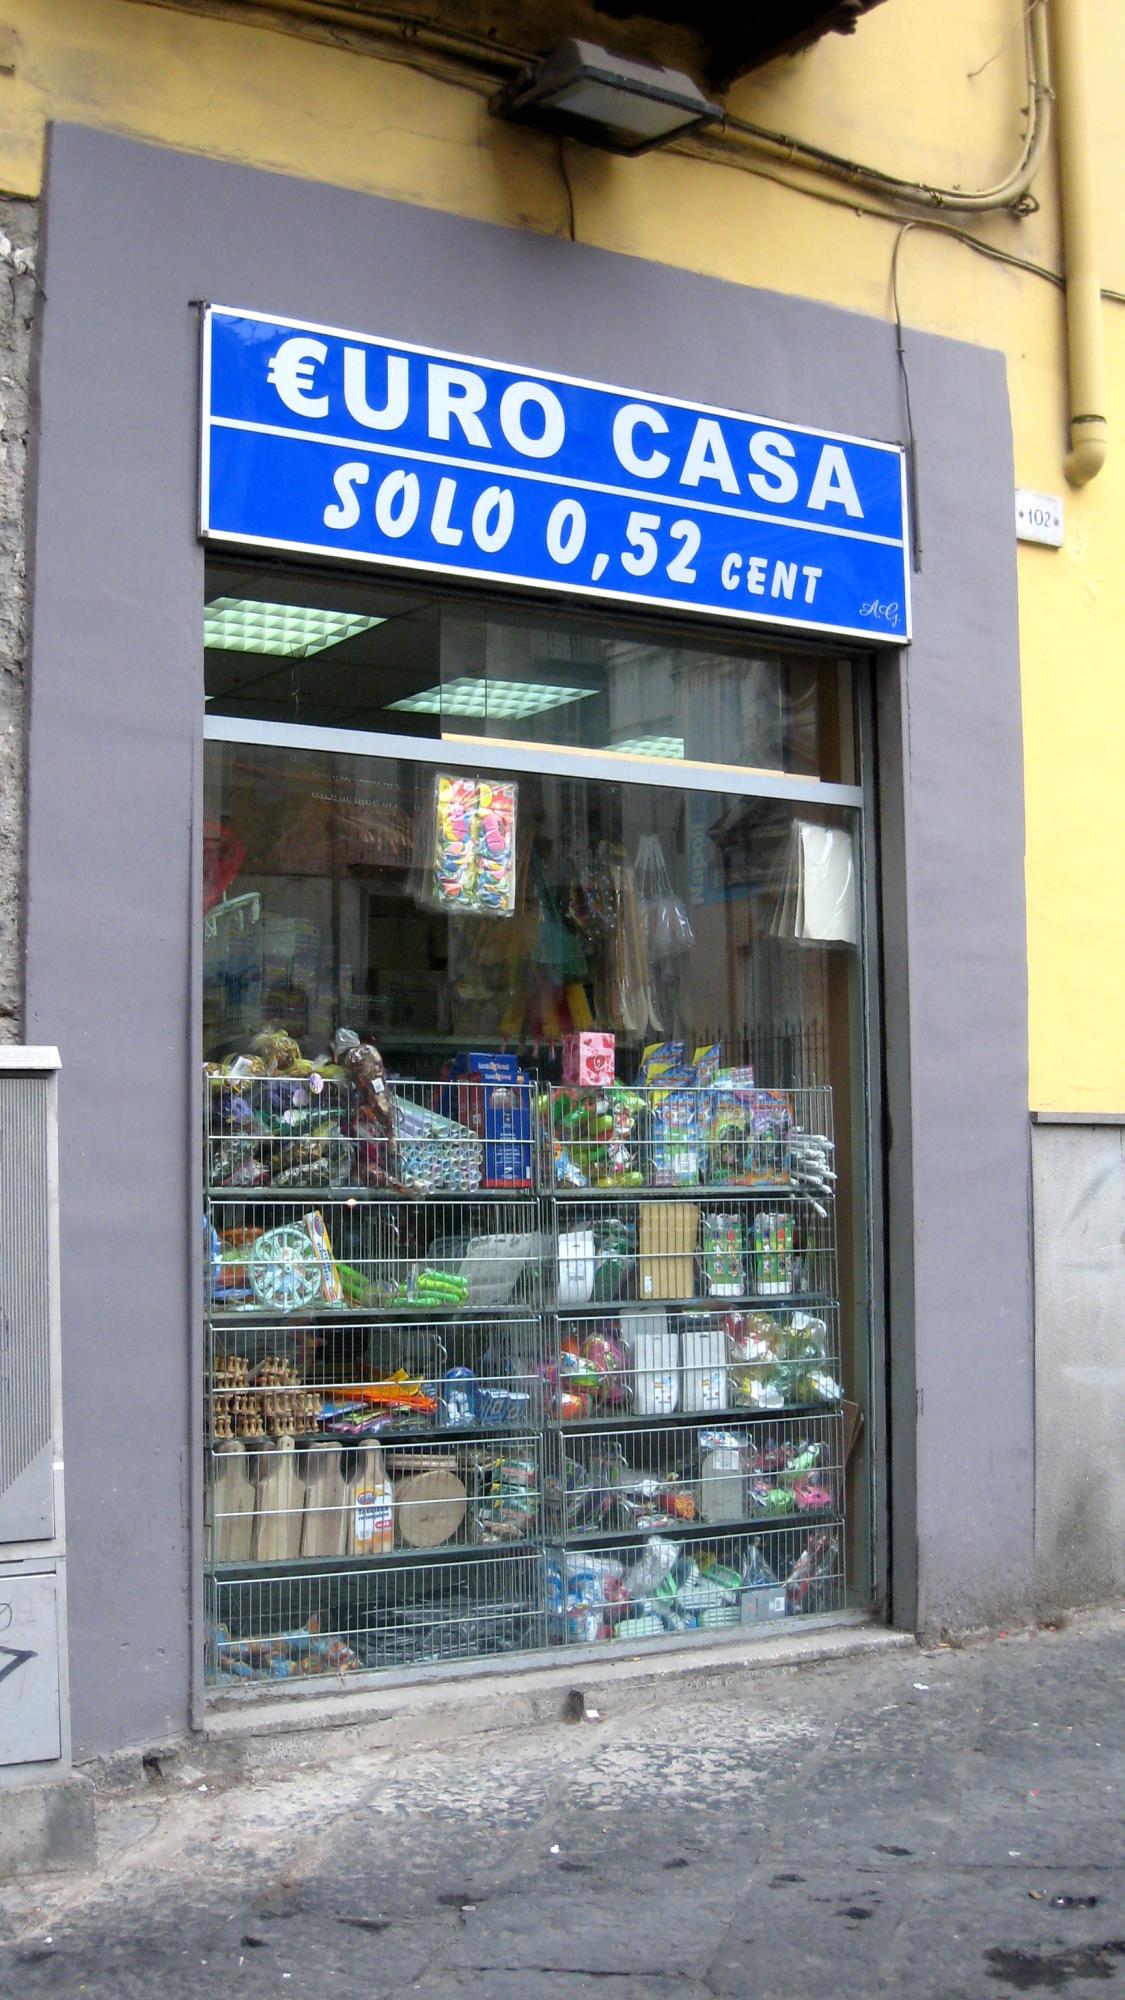 €URO CASA
SOLO 0,52 CENT
A.G.
*102*
Napoli